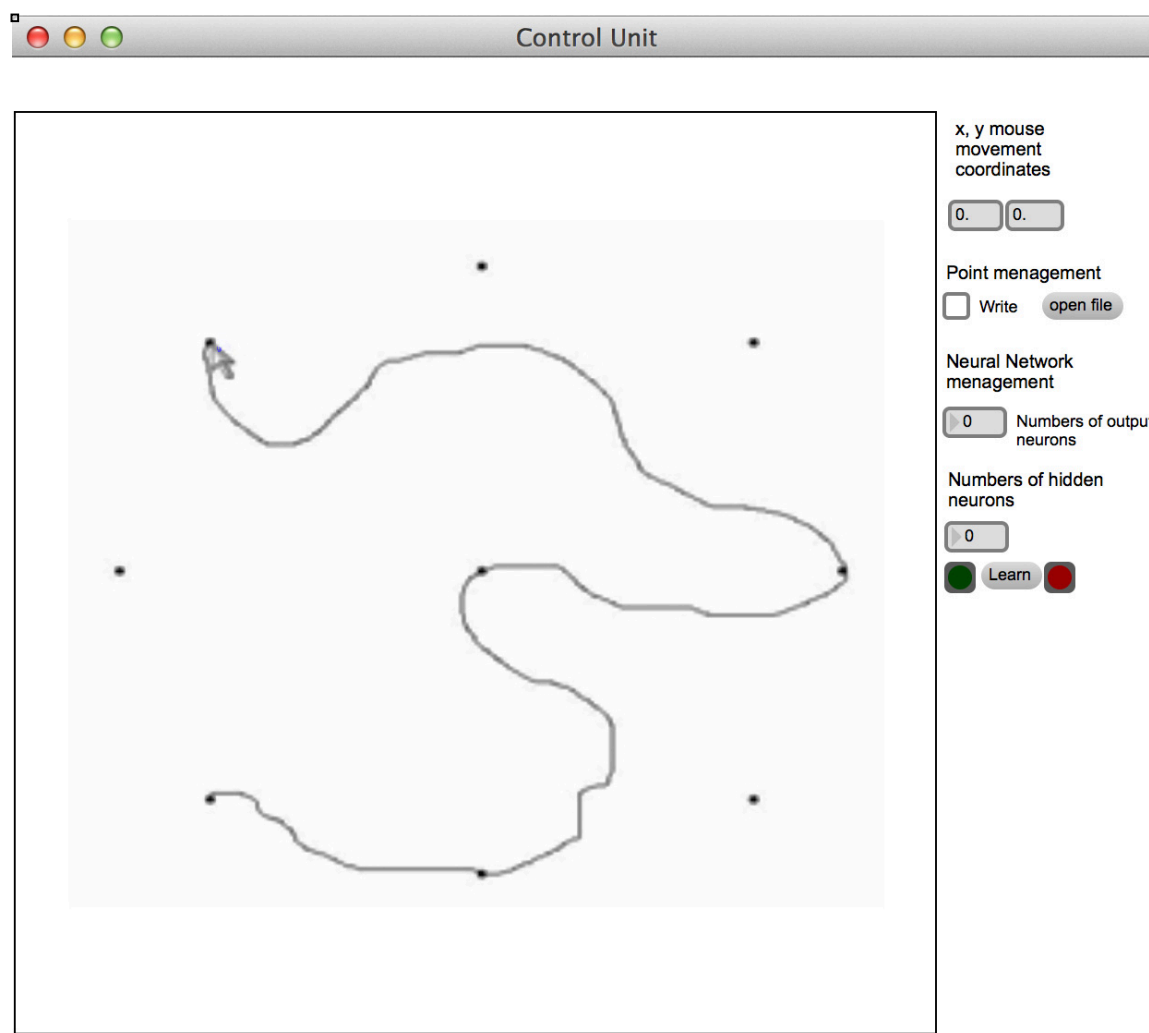 Control Unit
x, y mouse
movement
coordinates
0. 0.
Point menagement
Write open file
Neural Network
menagement
0 Numbers of outpu
neurons
Numbers of hidden
neurons
0
Learn